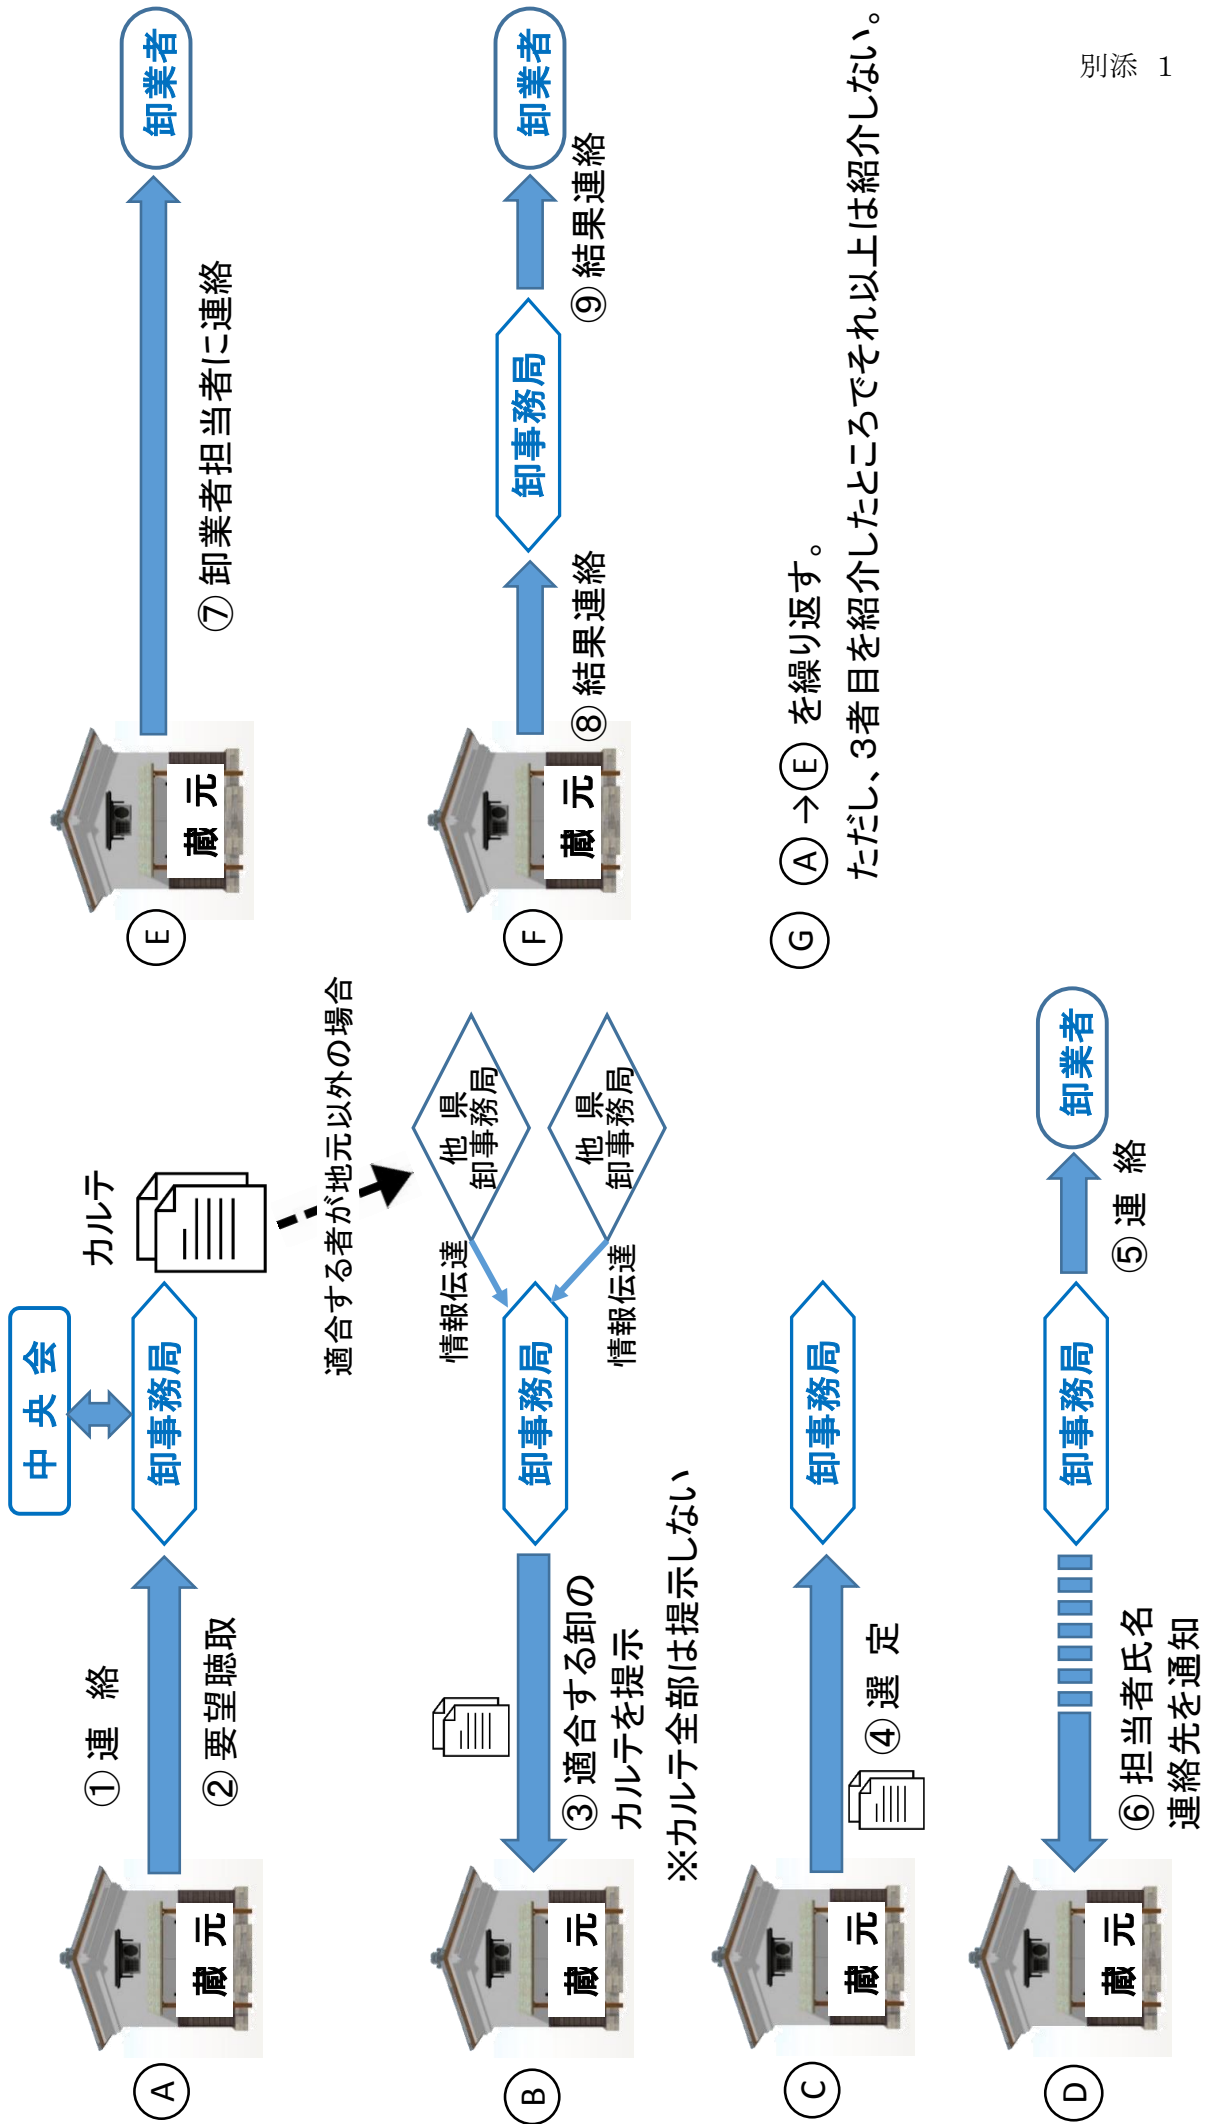 別添 1
Ⓐ
蔵 元
① 連 絡
② 要望聴取
中 央 会
卸事務局
カルテ
適合する者が地元以外の場合
Ⓑ
蔵 元
③ 適合する卸の
カルテを提示
※カルテ全部は提示しない
卸事務局
情報伝達
情報伝達
他 県
卸事務局
他 県
卸事務局
Ⓒ
蔵 元
④ 選 定
卸事務局
Ⓓ
蔵 元
⑥ 担当者氏名
連絡先を通知
卸事務局
⑤ 連 絡
卸業者
Ⓔ
蔵 元
⑦ 卸業者担当者に連絡
卸業者
Ⓕ
蔵 元
⑧ 結果連絡
卸事務局
⑨ 結果連絡
卸業者
Ⓖ Ⓐ→Ⓔ を繰り返す。
ただし、3者目を紹介したところでそれ以上は紹介しない。